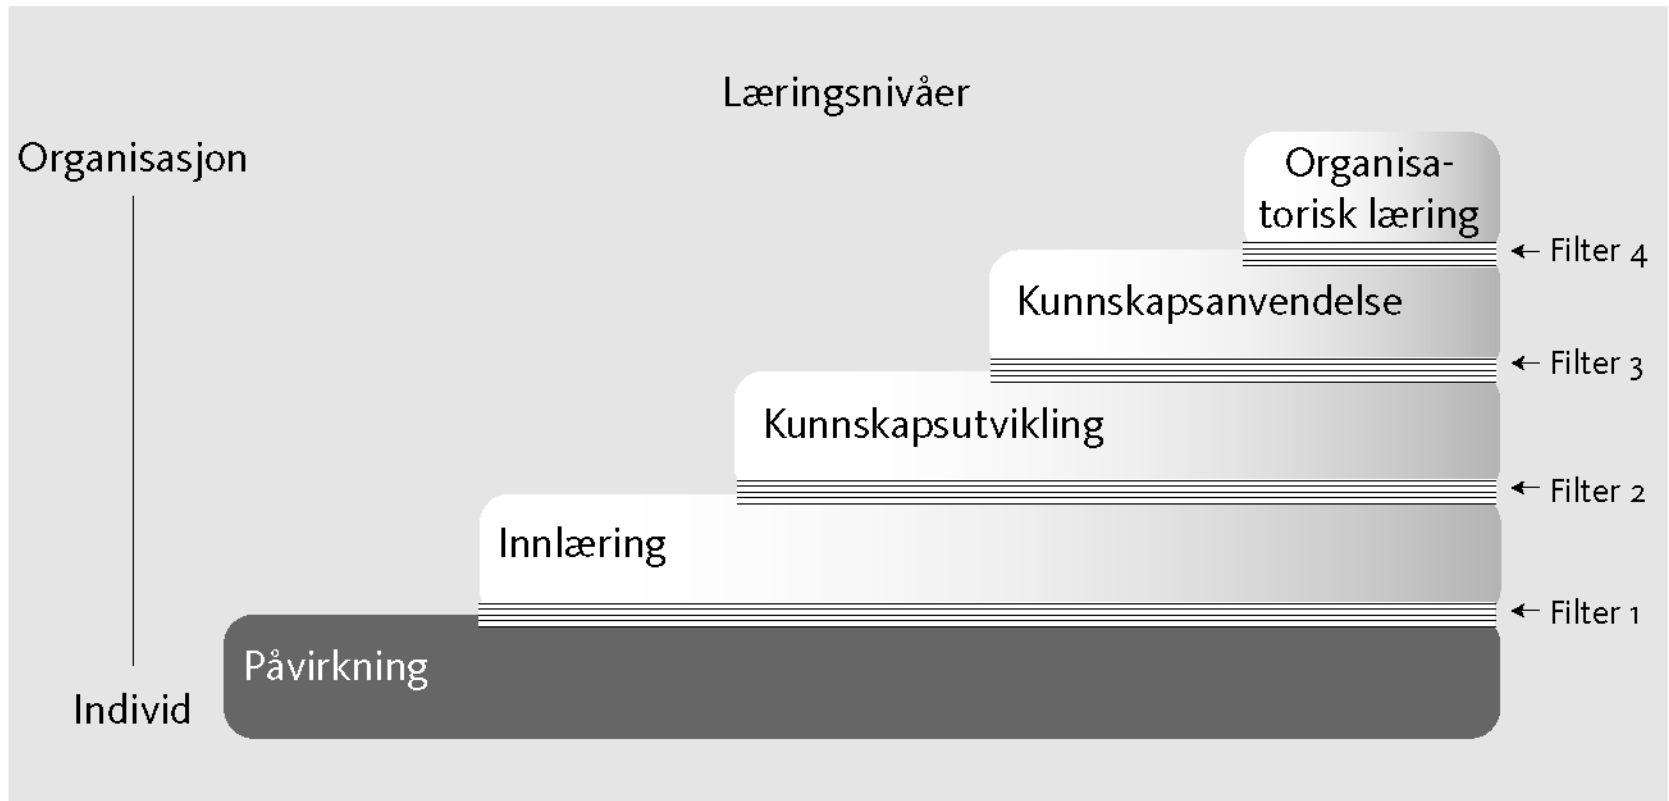 Læringsnivåer
Organisasjon
Organisa-
torisk læring
Filter 4
Kunnskapsanvendelse
Filter 3
Kunnskapsutvikling
Filter 2
Innlæring
Filter 1
Påvirkning
Individ